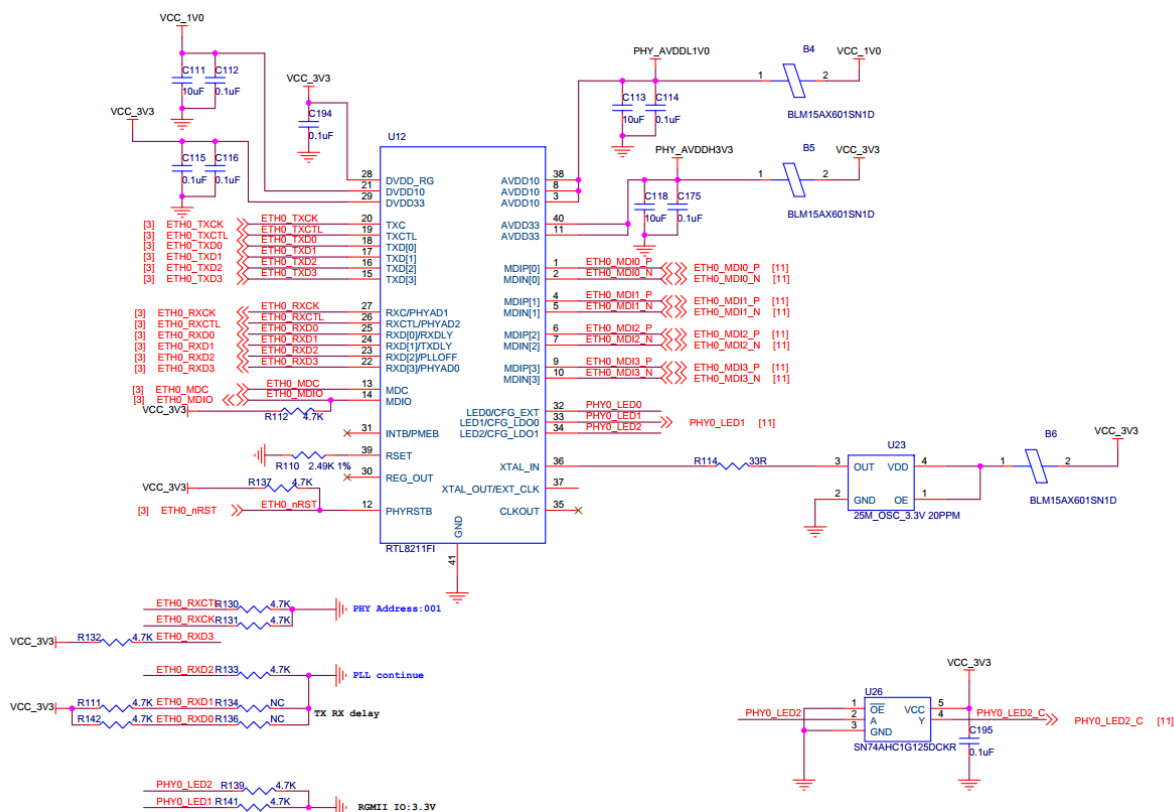 VCC_1V0
C111
C112
10uF
0.1uF
VCC_3V3
C115
C116
0.1uF
0.1uF
VCC_3V3
C194
0.1uF
PHY_AVDDL1V0
C113
C114
10uF
0.1uF
B4
1
2
VCC_1V0
BLM15AX601SN1D
PHY_AVDDH3V3
C118
C175
10uF
0.1uF
B5
1
2
VCC_3V3
BLM15AX601SN1D
U12
28 DVDD_RG
21 DVDD10
29 DVDD33
AVDD10 38
AVDD10 8
AVDD10 3
AVDD33 40
AVDD33 11
[3] ETH0_TXCK ETH0_TXCK 20 TXC
[3] ETH0_TXCTL ETH0_TXCTL 19 TXCTL
[3] ETH0_TXD0 ETH0_TXD0 18 TXD[0]
[3] ETH0_TXD1 ETH0_TXD1 17 TXD[1]
[3] ETH0_TXD2 ETH0_TXD2 16 TXD[2]
[3] ETH0_TXD3 ETH0_TXD3 15 TXD[3]
[3] ETH0_RXCK ETH0_RXCK 27 RXC/PHYAD1
[3] ETH0_RXCTL ETH0_RXCTL 26 RXCTL/PHYAD2
[3] ETH0_RXD0 ETH0_RXD0 25 RXD[0]/RXDLY
[3] ETH0_RXD1 ETH0_RXD1 24 RXD[1]/TXDLY
[3] ETH0_RXD2 ETH0_RXD2 23 RXD[2]/PLLOFF
[3] ETH0_RXD3 ETH0_RXD3 22 RXD[3]/PHYAD0
[3] ETH0_MDC ETH0_MDC 13 MDC
[3] ETH0_MDIO ETH0_MDIO 14 MDIO
VCC_3V3 R112 4.7K
31 INTB/PMEB
39 RSET
R110 2.49K 1%
30 REG_OUT
VCC_3V3 R137 4.7K
[3] ETH0_nRST ETH0_nRST 12 PHYRSTB
GND
41
RTL8211FI
MDIP[0] 1 ETH0_MDI0_P ETH0_MDI0_P [11]
MDIN[0] 2 ETH0_MDI0_N ETH0_MDI0_N [11]
MDIP[1] 4 ETH0_MDI1_P ETH0_MDI1_P [11]
MDIN[1] 5 ETH0_MDI1_N ETH0_MDI1_N [11]
MDIP[2] 6 ETH0_MDI2_P ETH0_MDI2_P [11]
MDIN[2] 7 ETH0_MDI2_N ETH0_MDI2_N [11]
MDIP[3] 9 ETH0_MDI3_P ETH0_MDI3_P [11]
MDIN[3] 10 ETH0_MDI3_N ETH0_MDI3_N [11]
LED0/CFG_EXT 32 PHY0_LED0
LED1/CFG_LDO0 33 PHY0_LED1 PHY0_LED1 [11]
LED2/CFG_LDO1 34 PHY0_LED2
XTAL_IN 36 R114 33R
XTAL_OUT/EXT_CLK 37
CLKOUT 35
U23
3 OUT VDD 4
2 GND OE 1
25M_OSC_3.3V 20PPM
B6
1
2
VCC_3V3
BLM15AX601SN1D
ETH0_RXCTL R130 4.7K PHY Address:001
ETH0_RXCK R131 4.7K
VCC_3V3 R132 4.7K ETH0_RXD3
ETH0_RXD2 R133 4.7K PLL continue
VCC_3V3 R111 4.7K ETH0_RXD1 R134 NC
TX RX delay
R142 4.7K ETH0_RXD0 R136 NC
PHY0_LED2 R139 4.7K
PHY0_LED1 R141 4.7K RGMII IO:3.3V
VCC_3V3
U26
1 OE VCC 5
PHY0_LED2 2 A Y 4 PHY0_LED2_C PHY0_LED2_C [11]
3 GND
SN74AHC1G125DCKR
C195
0.1uF